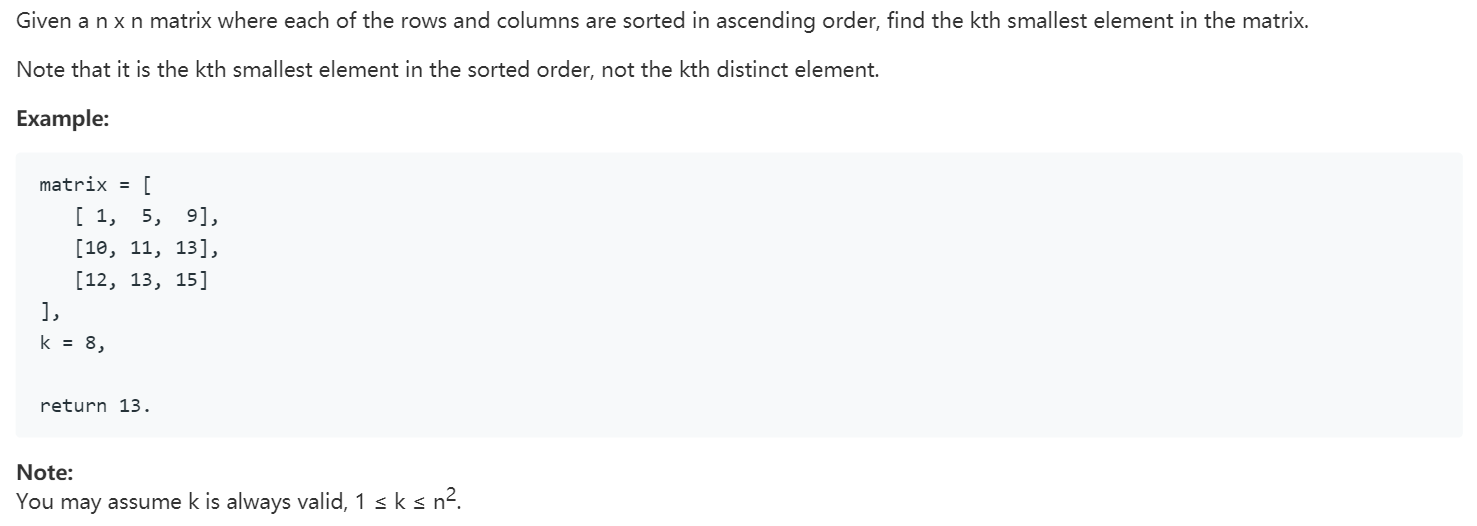 Given a n x n matrix where each of the rows and columns are sorted in ascending order, find the kth smallest element in the matrix.
Note that it is the kth smallest element in the sorted order, not the kth distinct element.
Example:
matrix = [
   [ 1,  5,  9],
   [10, 11, 13],
   [12, 13, 15]
],
k = 8,
return 13.
Note:
You may assume k is always valid, 1 ≤ k ≤ n².